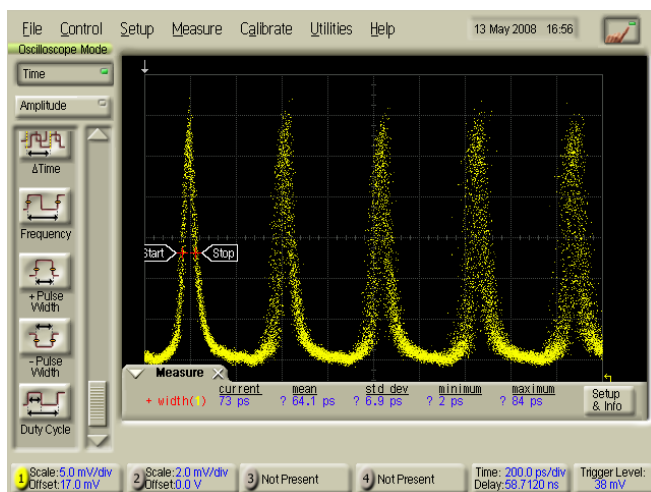 File Control Setup Measure Calibrate Utilities Help 13 May 2008 16:56
Oscilloscope Mode
Time
Amplitude
ΔTime
Frequency
+ Pulse
Width
- Pulse
Width
Duty Cycle
Start Stop
Measure
current mean std dev minimum maximum
+ width(1) 73 ps ? 64.1 ps ? 6.9 ps ? 2 ps ? 84 ps
Setup
& Info
1 Scale:5.0 mV/div
Offset:17.0 mV
2 Scale:2.0 mV/div
Offset:0.0 V
3 Not Present
4 Not Present
Time: 200.0 ps/div
Delay:58.7120 ns
Trigger Level:
38 mV